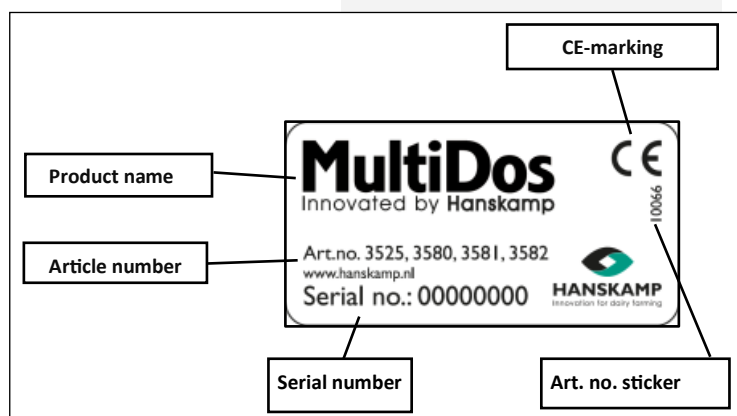 CE-marking
Product name
MultiDos
CE
Innovated by Hanskamp
10066
Article number
Art.no. 3525, 3580, 3581, 3582
www.hanskamp.nl
Serial no.: 00000000
HANSKAMP
Innovation for dairy farming
Serial number
Art. no. sticker